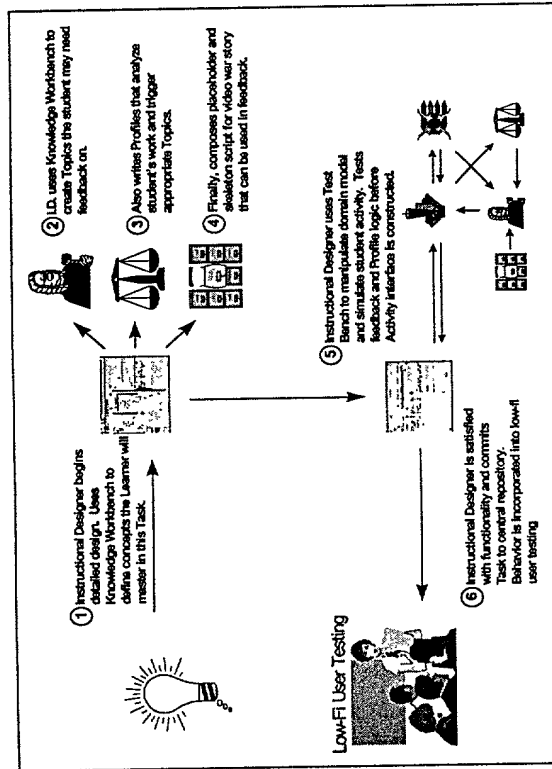 ① Instructional Designer begins
detailed design. Uses
Knowledge Workbench to
define concepts the Learner will
master in this Task.
② I.D. uses Knowledge Workbench to
create Topics the student may need
feedback on.
③ Also writes Profiles that analyze
student's work and trigger
appropriate Topics.
④ Finally, composes placeholder and
skeleton script for video war story
that can be used in feedback.
⑤ Instructional Designer uses Test
Bench to manipulate domain model
and simulate student activity. Tests
feedback and Profile logic before
Activity interface is constructed.
⑥ Instructional Designer is satisfied
with functionality and commits
Task to central repository.
Behavior is incorporated into low-fi
user testing
Low-Fi User Testing